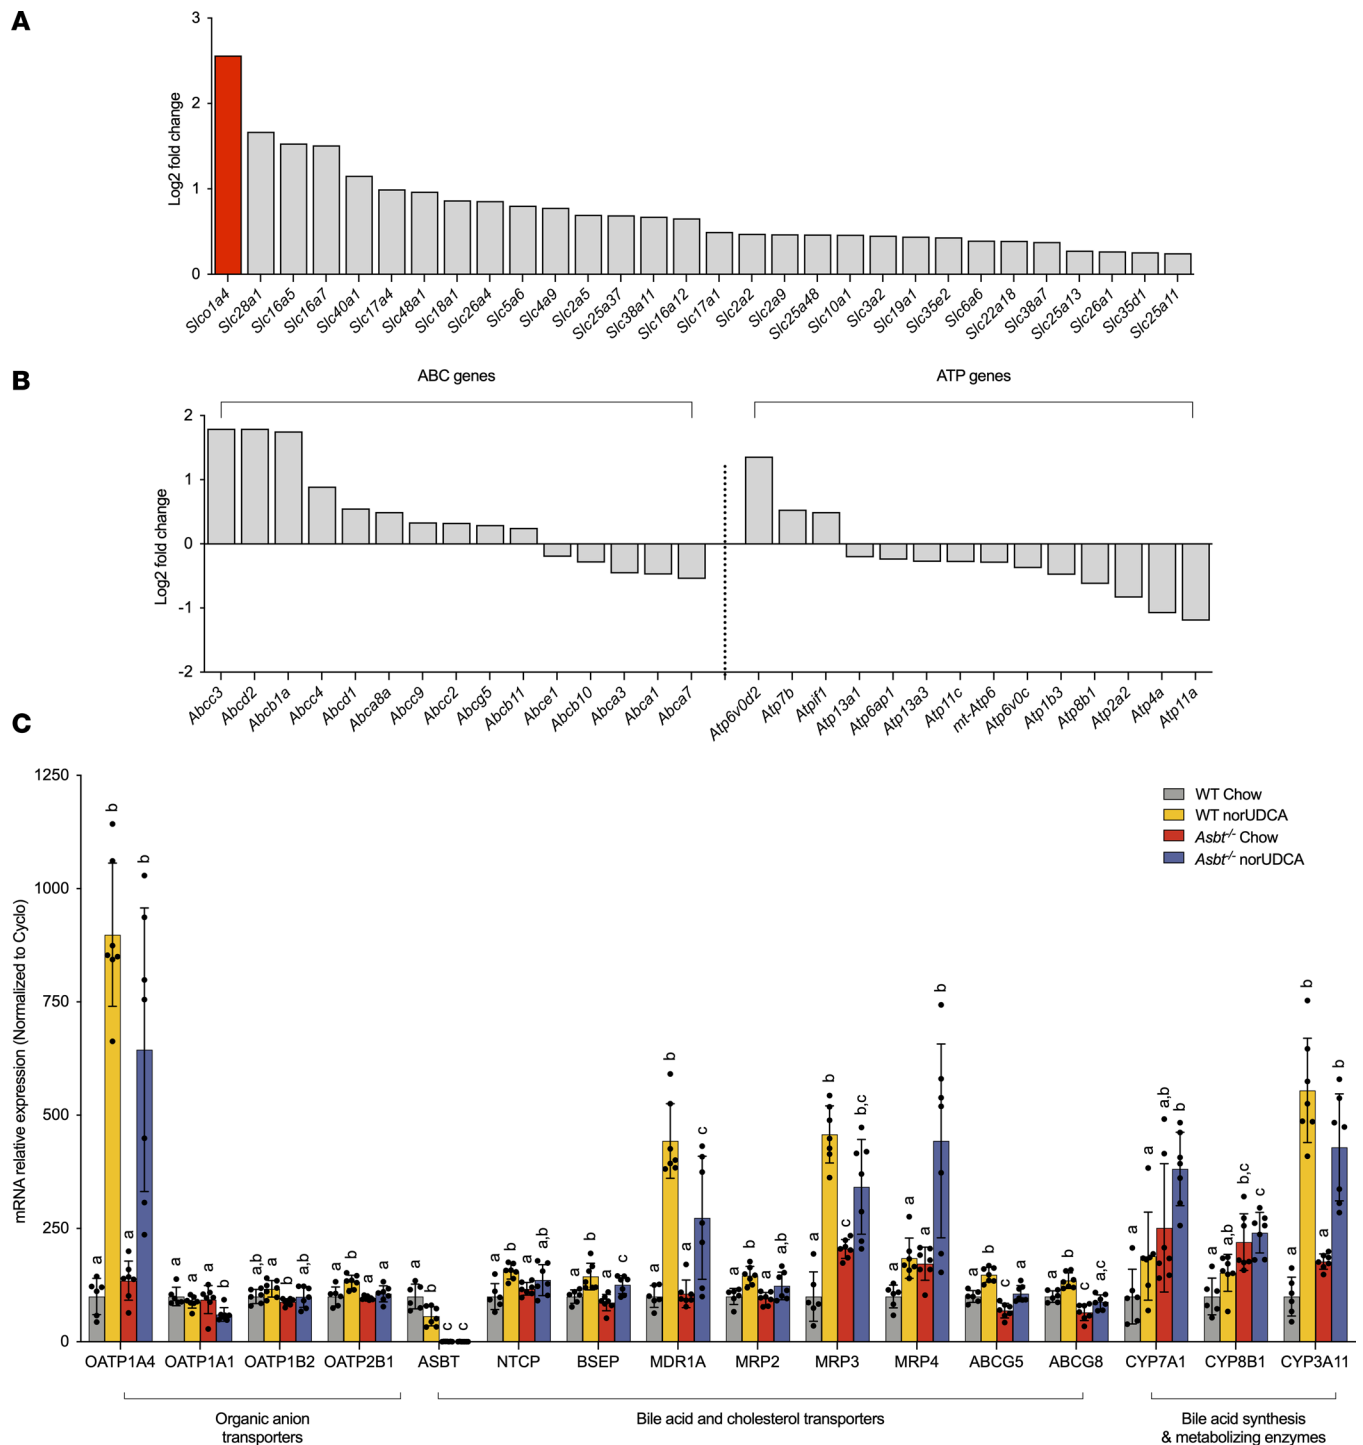 A
3
2
1
0
Log2 fold change
Slco1a4
Slc28a1
Slc16a5
Slc16a7
Slc40a1
Slc17a4
Slc48a1
Slc18a1
Slc26a4
Slc5a6
Slc4a9
Slc2a5
Slc25a37
Slc38a11
Slc16a12
Slc17a1
Slc2a2
Slc2a9
Slc25a48
Slc10a1
Slc3a2
Slc19a1
Slc35e2
Slc6a6
Slc22a18
Slc38a7
Slc25a13
Slc26a1
Slc35d1
Slc25a11
B
ABC genes
ATP genes
2
1
0
-1
-2
Log2 fold change
Abcc3
Abcd2
Abcb1a
Abcc4
Abcd1
Abca8a
Abcc9
Abcc2
Abcg5
Abcb11
Abce1
Abcb10
Abca3
Abca1
Abca7
Atp6v0d2
Atp7b
Atpif1
Atp13a1
Atp6ap1
Atp13a3
Atp11c
mt-Atp6
Atp6v0c
Atp1b3
Atp8b1
Atp2a2
Atp4a
Atp11a
C
1250
1000
750
500
250
0
mRNA relative expression (Normalized to Cyclo)
WT Chow
WT norUDCA
Asbt-/- Chow
Asbt-/- norUDCA
a
b
a
b
a
a
a
b
a,b
a
b
a,b
a
b
a
a
a
b
c
c
a
b
a
a,b
a
b
a
c
a
b
a
c
a
b
a
a,b
a
b
c
b,c
a
a
a
b
a
b
c
a
a
b
c
a,c
a
a
a,b
b
a
a,b
b,c
c
a
b
a
b
OATP1A4
OATP1A1
OATP1B2
OATP2B1
ASBT
NTCP
BSEP
MDR1A
MRP2
MRP3
MRP4
ABCG5
ABCG8
CYP7A1
CYP8B1
CYP3A11
Organic anion
transporters
Bile acid and cholesterol transporters
Bile acid synthesis
& metabolizing enzymes